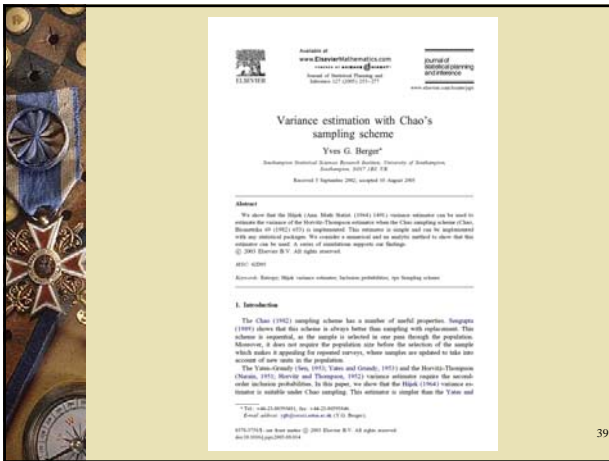 Available at
www.ElsevierMathematics.com
POWERED BY SCIENCE @DIRECT®
journal of
statistical planning
and inference
ELSEVIER
Journal of Statistical Planning and
Inference 127 (2005) 253–277
www.elsevier.com/locate/jspi
Variance estimation with Chao's
sampling scheme
Yves G. Berger*
Southampton Statistical Sciences Research Institute, University of Southampton,
Southampton, SO17 1BJ, UK
Abstract
We show that the Hájek (Ann. Math Statist. (1964) 1491) variance estimator can be used to
estimate the variance of the Horvitz–Thompson estimator when the Chao sampling scheme (Chao,
Biometrika 69 (1982) 653) is implemented. This estimator is simple and can be implemented
with any statistical packages. We consider a numerical and an analytic method to show that this
estimator can be used. A series of simulations supports our findings.
© 2003 Elsevier B.V. All rights reserved.
Keywords: Entropy; Hájek variance estimator; Inclusion probabilities; πps Sampling scheme
1. Introduction
The Chao (1982) sampling scheme has a number of useful properties. Sengupta
(1989) shows that this scheme is always better than sampling with replacement. This
scheme is sequential, as the sample is selected in one pass through the population.
Moreover, it does not require the population size before the selection of the sample
which makes it appealing for repeated surveys, where samples are updated to take into
account of new units in the population.
The Yates–Grundy (Sen, 1953; Yates and Grundy, 1953) and the Horvitz–Thompson
(Narain, 1951; Horvitz and Thompson, 1952) variance estimator require the second-
order inclusion probabilities. In this paper, we show that the Hájek (1964) variance es-
timator is suitable under Chao sampling. This estimator is simpler than the Yates and
(Y.G. Berger).
39